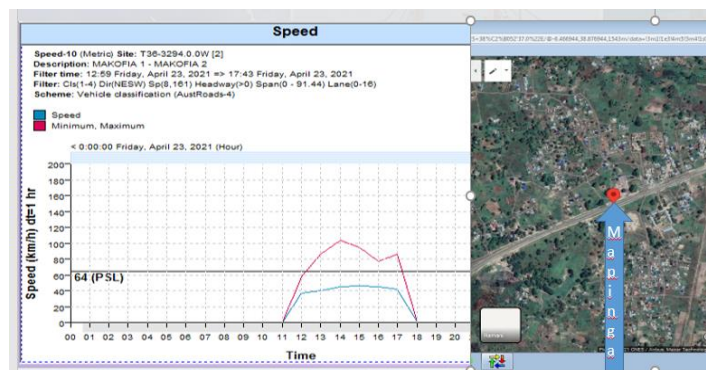 Speed
Speed-10 (Metric) Site: T36-3294.0.0W [2]
Description: MAKOFIA 1 - MAKOFIA 2
Filter time: 12:59 Friday, April 23, 2021 => 17:43 Friday, April 23, 2021
Filter: Cls(1-4) Dir(NESW) Sp(8,161) Headway(>0) Span(0 - 91.44) Lane(0-16)
Scheme: Vehicle classification (AustRoads-4)
Speed
Minimum, Maximum
< 0:00:00 Friday, April 23, 2021 (Hour)
Speed (km/h) dt=1 hr
200
180
160
140
120
100
80
60
40
20
0
64 (PSL)
00 01 02 03 04 05 06 07 08 09 10 11 12 13 14 15 16 17 18 19 20
Time
Mapinga